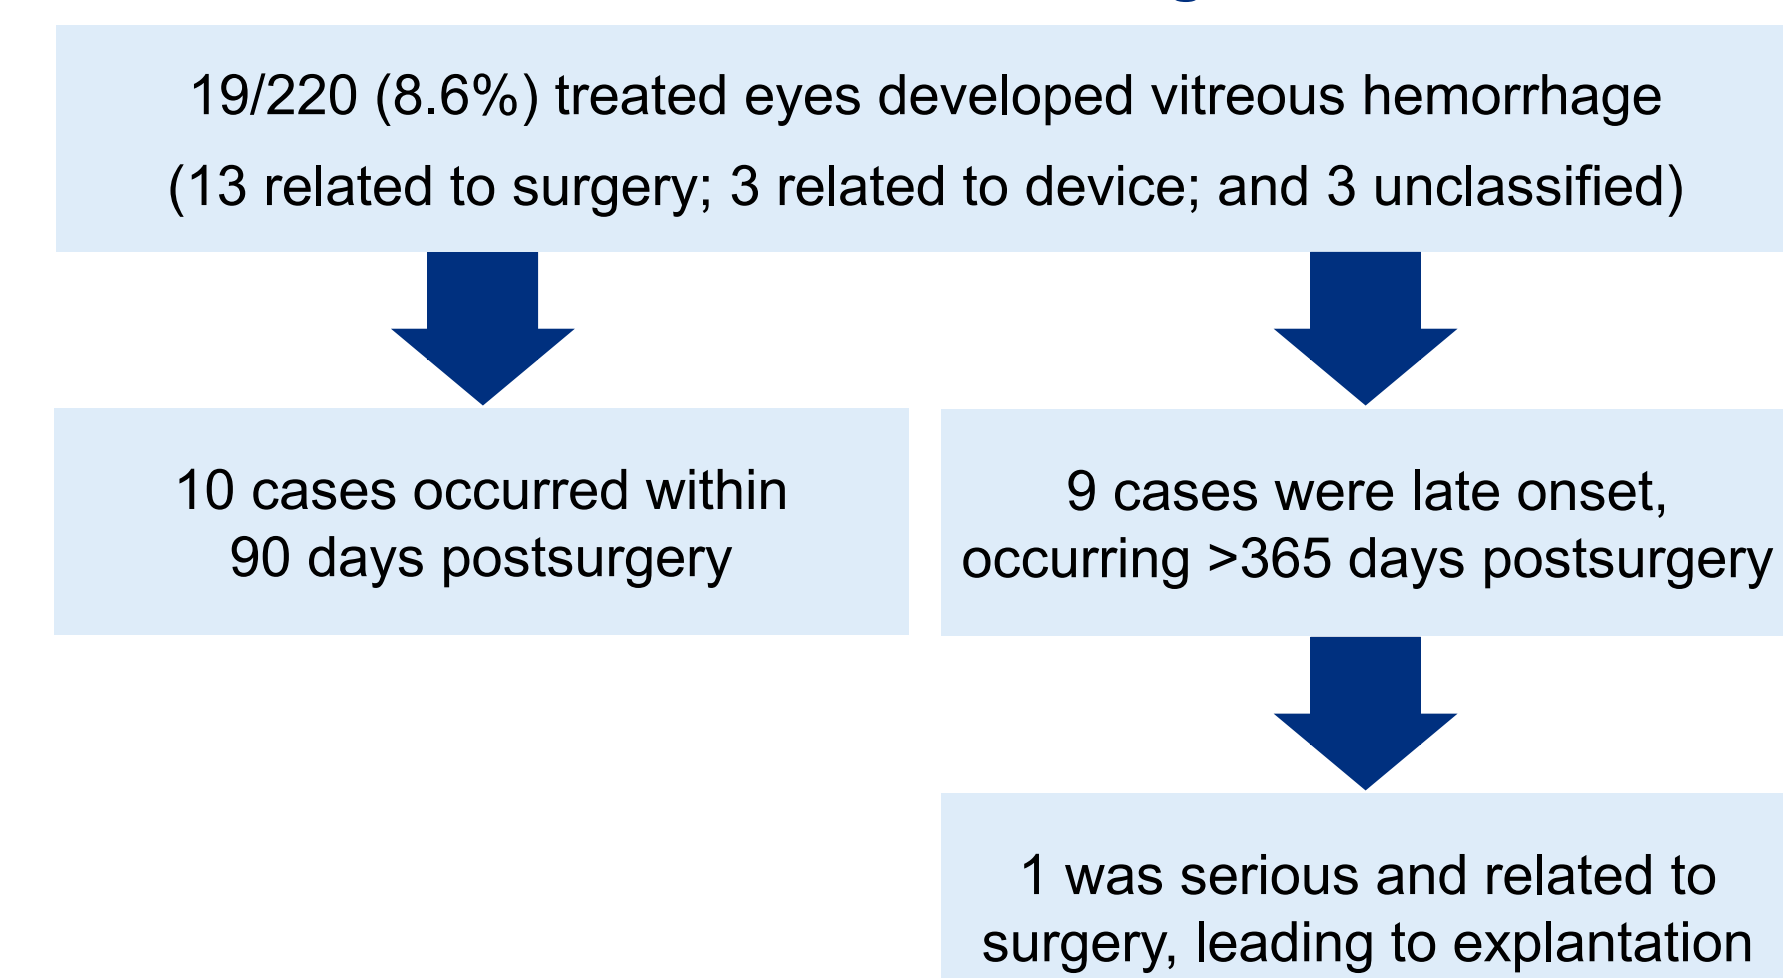 19/220 (8.6%) treated eyes developed vitreous hemorrhage
(13 related to surgery; 3 related to device; and 3 unclassified)
10 cases occurred within
90 days postsurgery
9 cases were late onset,
occurring >365 days postsurgery
1 was serious and related to
surgery, leading to explantation